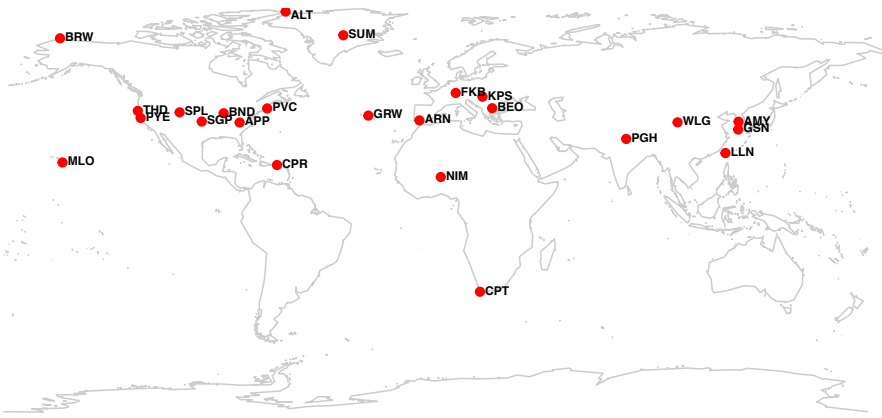 ALT
SUM
BRW
FKB
KPS
BEO
THD
PYE
SPL
SGP
BND
APP
PVC
GRW
ARN
WLG
AMY
GSN
PGH
LLN
MLO
CPR
NIM
CPT